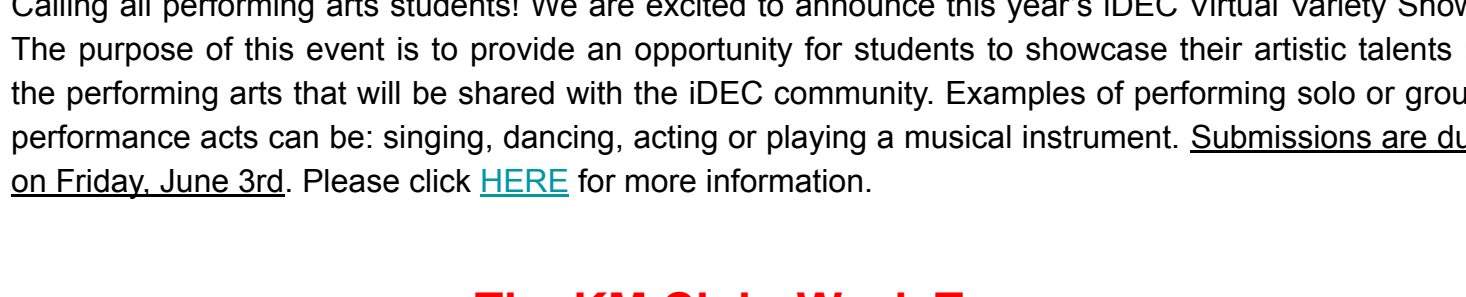 Calling all performing arts students! We are excited to announce this year's iDEC Virtual Variety Show
The purpose of this event is to provide an opportunity for students to showcase their artistic talents
the performing arts that will be shared with the iDEC community. Examples of performing solo or grou
performance acts can be: singing, dancing, acting or playing a musical instrument. Submissions are du
on Friday, June 3rd. Please click HERE for more information.